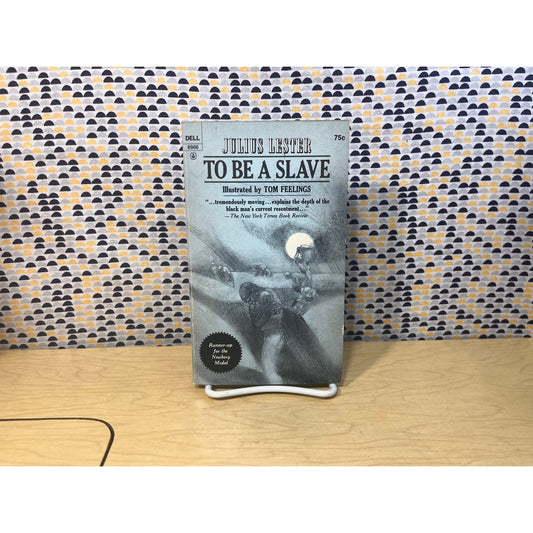 DELL
8966
JULIUS LESTER
75c
TO BE A SLAVE
Illustrated by TOM FEELINGS
"...tremendously moving...explains the depth of the
black man's current resentment...."
—The New York Times Book Review
Runner-up
for the
Newbery
Medal